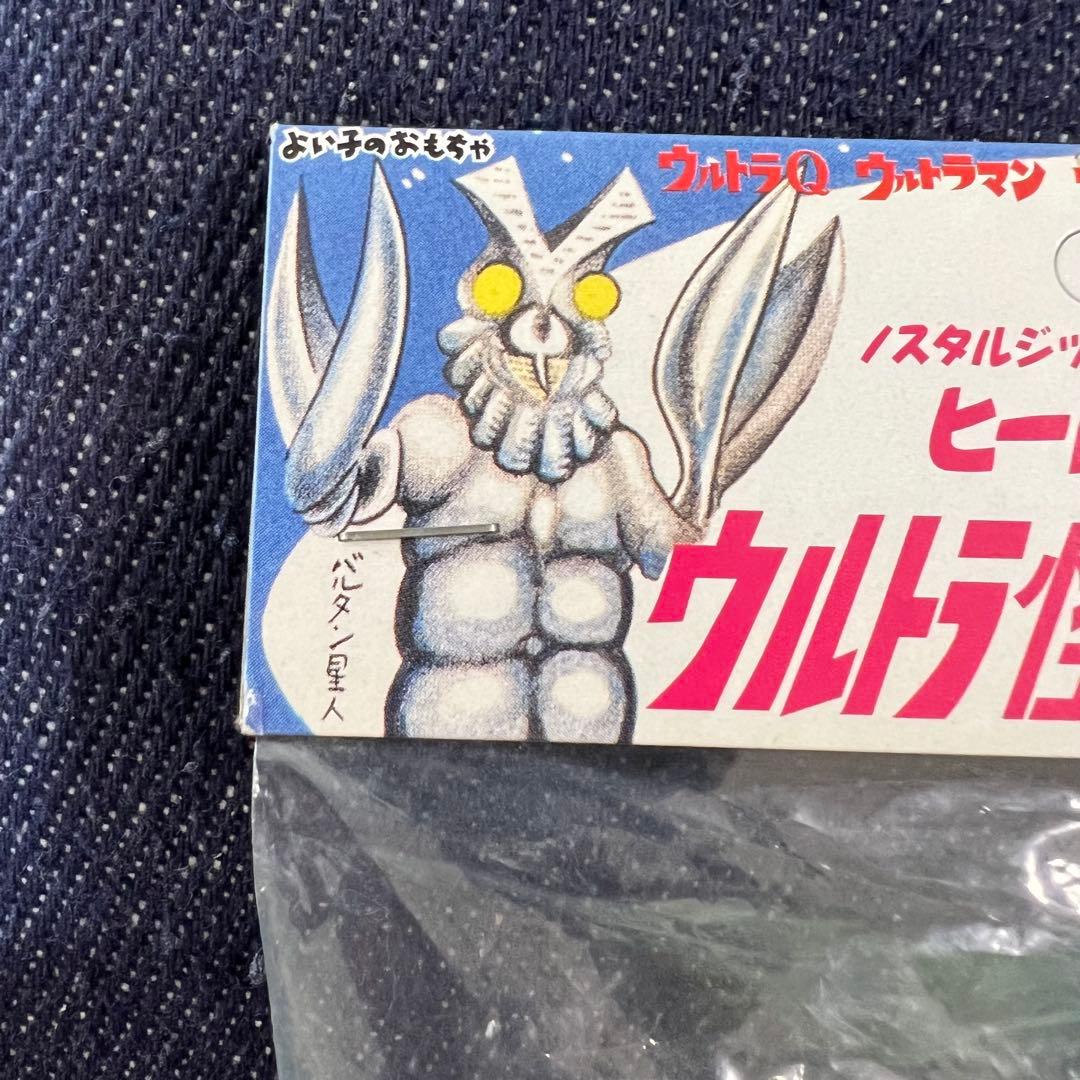 よい子のおもちゃ
ウルトラQ ウルトラマン
ノスタルジッ
ヒー
ウルトラ怪
バルタン星人